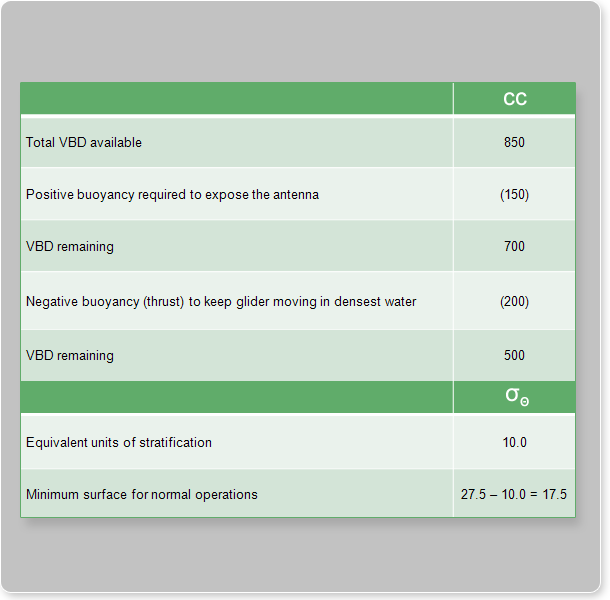 CC
Total VBD available 850
Positive buoyancy required to expose the antenna (150)
VBD remaining 700
Negative buoyancy (thrust) to keep glider moving in densest water (200)
VBD remaining 500
σΘ
Equivalent units of stratification 10.0
Minimum surface for normal operations 27.5 – 10.0 = 17.5